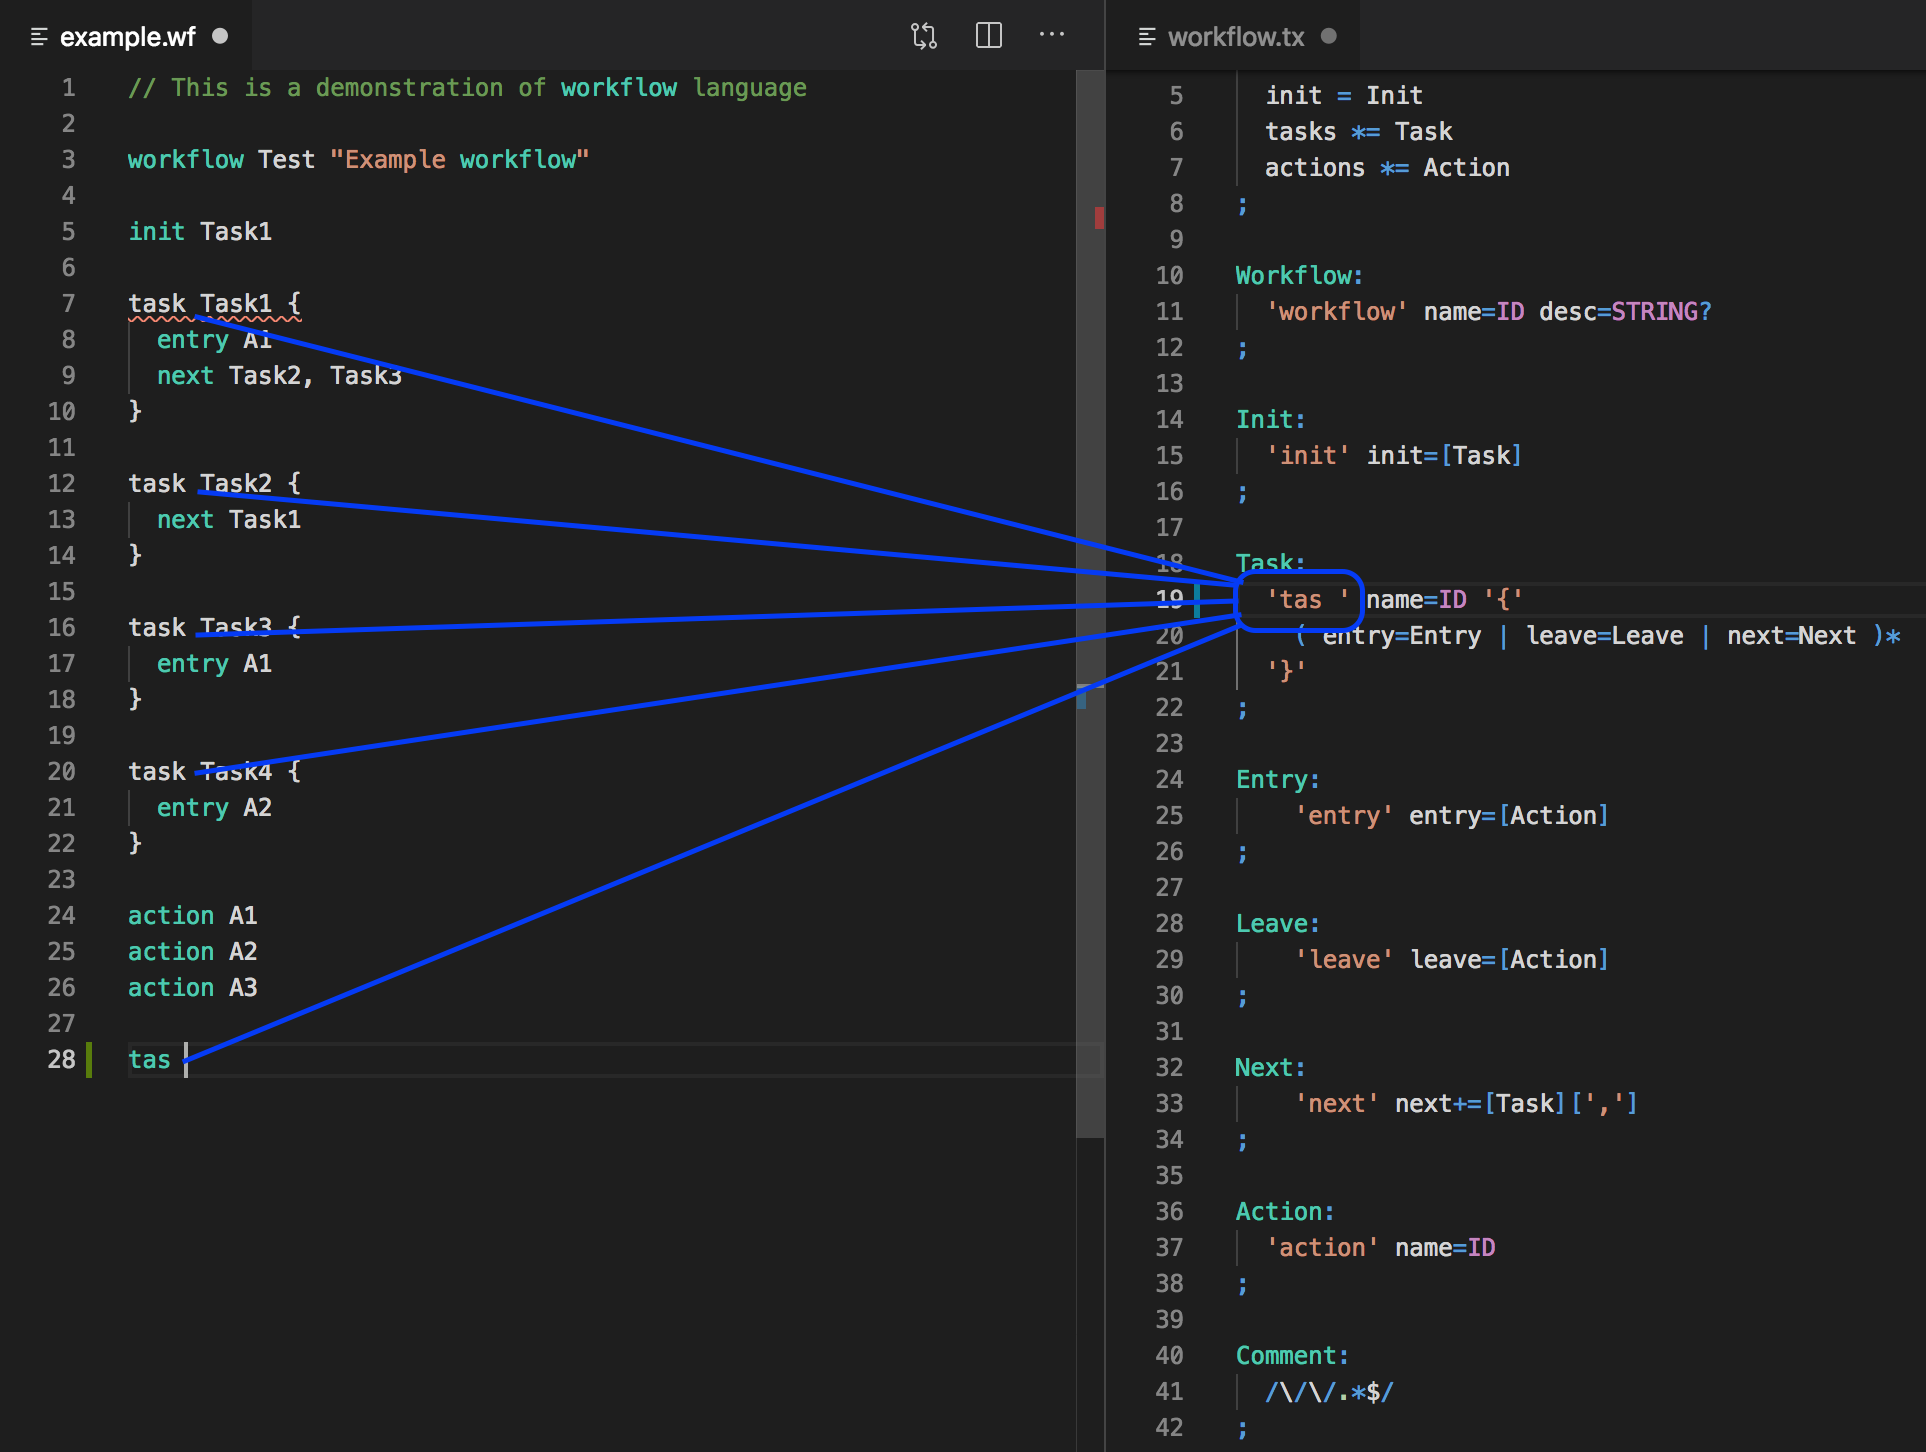 example.wf
1 // This is a demonstration of workflow language
2
3 workflow Test "Example workflow"
4
5 init Task1
6
7 task Task1 {
8 entry A1
9 next Task2, Task3
10 }
11
12 task Task2 {
13 next Task1
14 }
15
16 task Task3 {
17 entry A1
18 }
19
20 task Task4 {
21 entry A2
22 }
23
24 action A1
25 action A2
26 action A3
27
28 tas
workflow.tx
5 init = Init
6 tasks *= Task
7 actions *= Action
8 ;
9
10 Workflow:
11 'workflow' name=ID desc=STRING?
12 ;
13
14 Init:
15 'init' init=[Task]
16 ;
17
18 Task:
19 'tas ' name=ID '{'
20 ( entry=Entry | leave=Leave | next=Next )*
21 '}'
22 ;
23
24 Entry:
25 'entry' entry=[Action]
26 ;
27
28 Leave:
29 'leave' leave=[Action]
30 ;
31
32 Next:
33 'next' next+=[Task][',']
34 ;
35
36 Action:
37 'action' name=ID
38 ;
39
40 Comment:
41 /\/\/.*$/
42 ;